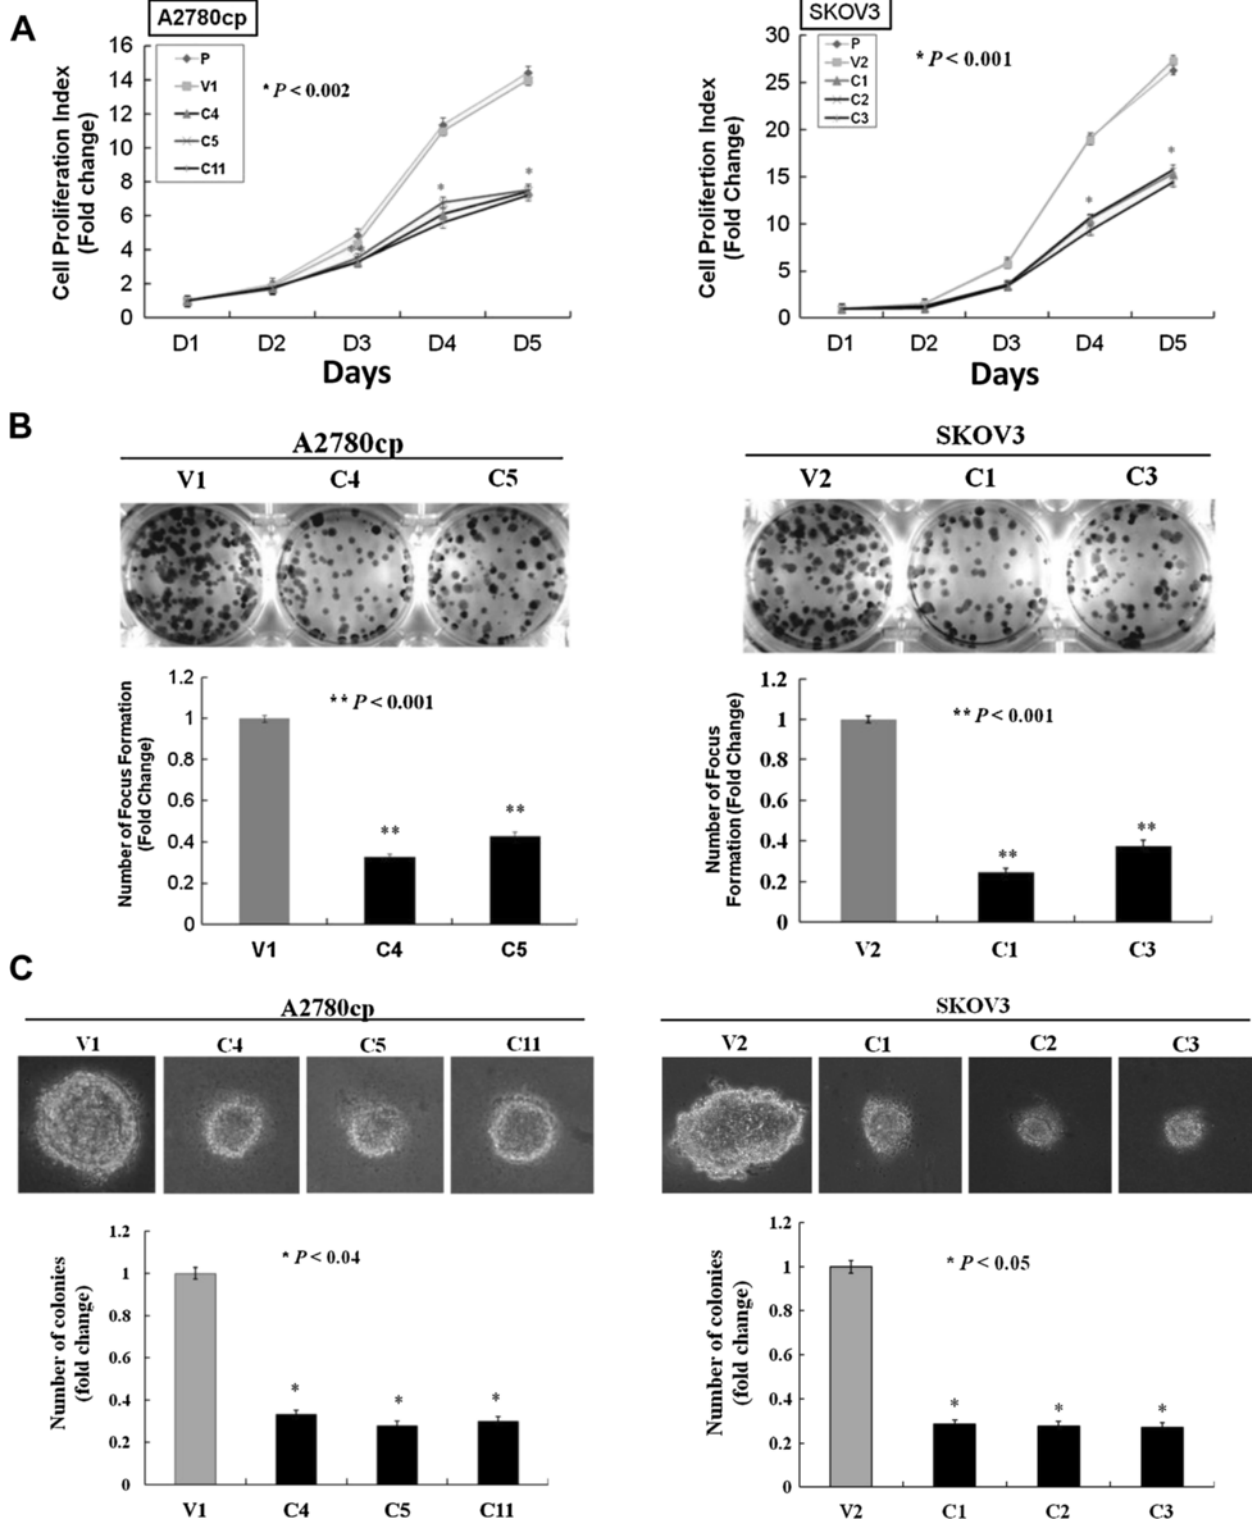 A
A2780cp
Cell Proliferation Index
(Fold change)
16
14
12
10
8
6
4
2
0
P
V1
C4
C5
C11
* P < 0.002
*
*
**
D1 D2 D3 D4 D5
Days
SKOV3
Cell Prolifertion Index
(Fold Change)
30
25
20
15
10
5
0
P
V2
C1
C2
C3
* P < 0.001
*
*
D1 D2 D3 D4 D5
Days
B
A2780cp
V1 C4 C5
Number of Focus Formation
(Fold Change)
1.2
1
0.8
0.6
0.4
0.2
0
** P < 0.001
**
**
V1 C4 C5
SKOV3
V2 C1 C3
Number of Focus
Formation (Fold Change)
1.2
1
0.8
0.6
0.4
0.2
0
** P < 0.001
**
**
V2 C1 C3
C
A2780cp
V1 C4 C5 C11
Number of colonies
(fold change)
1.2
1
0.8
0.6
0.4
0.2
0
* P < 0.04
*
*
*
V1 C4 C5 C11
SKOV3
V2 C1 C2 C3
Number of colonies
(fold change)
1.2
1
0.8
0.6
0.4
0.2
0
* P < 0.05
*
*
*
V2 C1 C2 C3